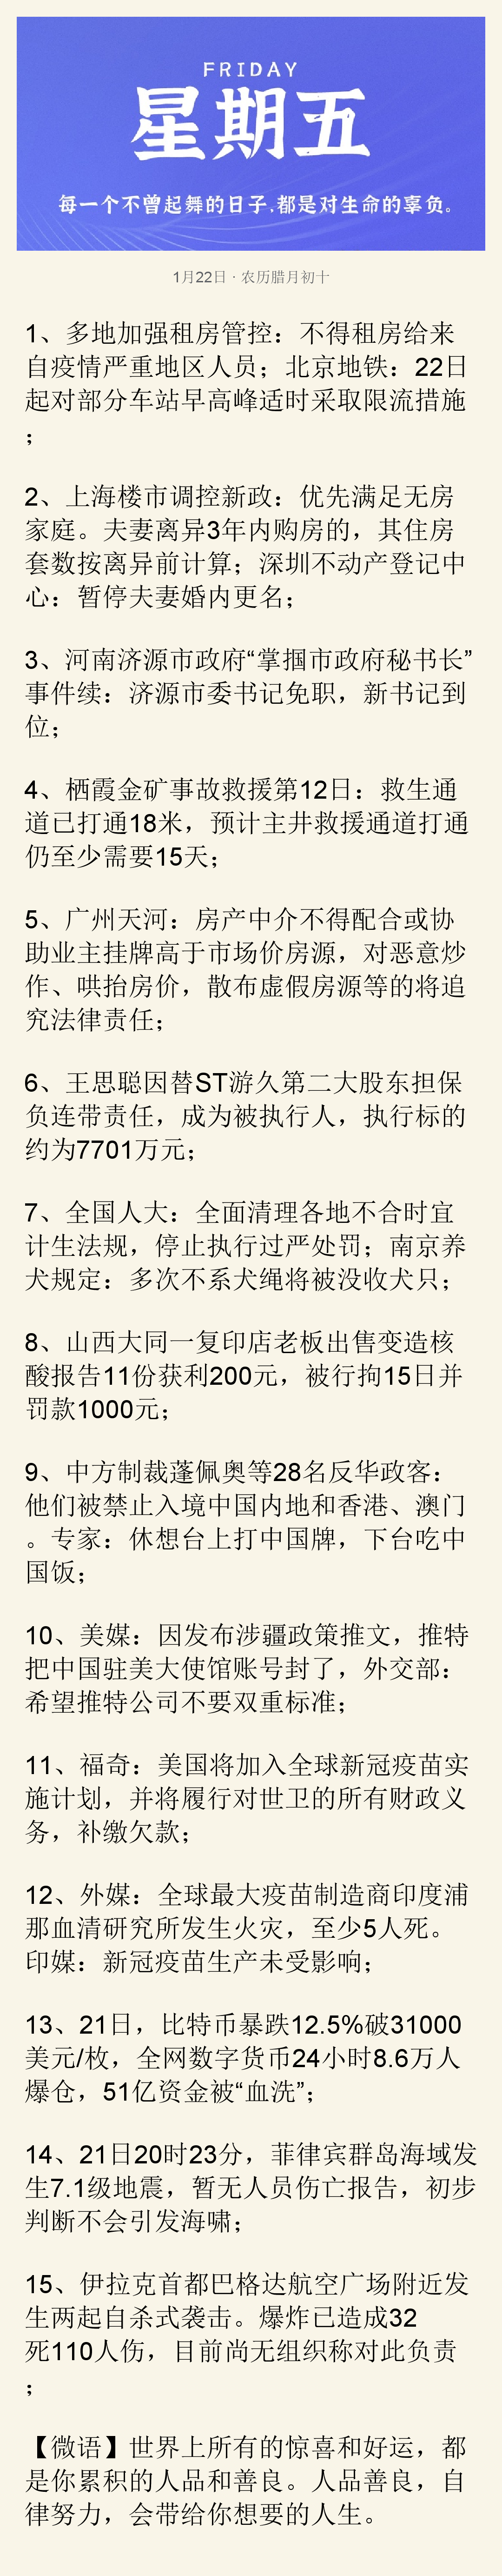 FRIDAY
星期五
每一个不曾起舞的日子,都是对生命的辜负。
1月22日 · 农历腊月初十
1、多地加强租房管控：不得租房给来
自疫情严重地区人员；北京地铁：22日
起对部分车站早高峰适时采取限流措施
；
2、上海楼市调控新政：优先满足无房
家庭。夫妻离异3年内购房的，其住房
套数按离异前计算；深圳不动产登记中
心：暂停夫妻婚内更名；
3、河南济源市政府“掌掴市政府秘书长”
事件续：济源市委书记免职，新书记到
位；
4、栖霞金矿事故救援第12日：救生通
道已打通18米，预计主井救援通道打通
仍至少需要15天；
5、广州天河：房产中介不得配合或协
助业主挂牌高于市场价房源，对恶意炒
作、哄抬房价，散布虚假房源等的将追
究法律责任；
6、王思聪因替ST游久第二大股东担保
负连带责任，成为被执行人，执行标的
约为7701万元；
7、全国人大：全面清理各地不合时宜
计生法规，停止执行过严处罚；南京养
犬规定：多次不系犬绳将被没收犬只；
8、山西大同一复印店老板出售变造核
酸报告11份获利200元，被行拘15日并
罚款1000元；
9、中方制裁蓬佩奥等28名反华政客：
他们被禁止入境中国内地和香港、澳门
。专家：休想台上打中国牌，下台吃中
国饭；
10、美媒：因发布涉疆政策推文，推特
把中国驻美大使馆账号封了，外交部：
希望推特公司不要双重标准；
11、福奇：美国将加入全球新冠疫苗实
施计划，并将履行对世卫的所有财政义
务，补缴欠款；
12、外媒：全球最大疫苗制造商印度浦
那血清研究所发生火灾，至少5人死。
印媒：新冠疫苗生产未受影响；
13、21日，比特币暴跌12.5%破31000
美元/枚，全网数字货币24小时8.6万人
爆仓，51亿资金被“血洗”；
14、21日20时23分，菲律宾群岛海域发
生7.1级地震，暂无人员伤亡报告，初步
判断不会引发海啸；
15、伊拉克首都巴格达航空广场附近发
生两起自杀式袭击。爆炸已造成32
死110人伤，目前尚无组织称对此负责
；
【微语】世界上所有的惊喜和好运，都
是你累积的人品和善良。人品善良，自
律努力，会带给你想要的人生。